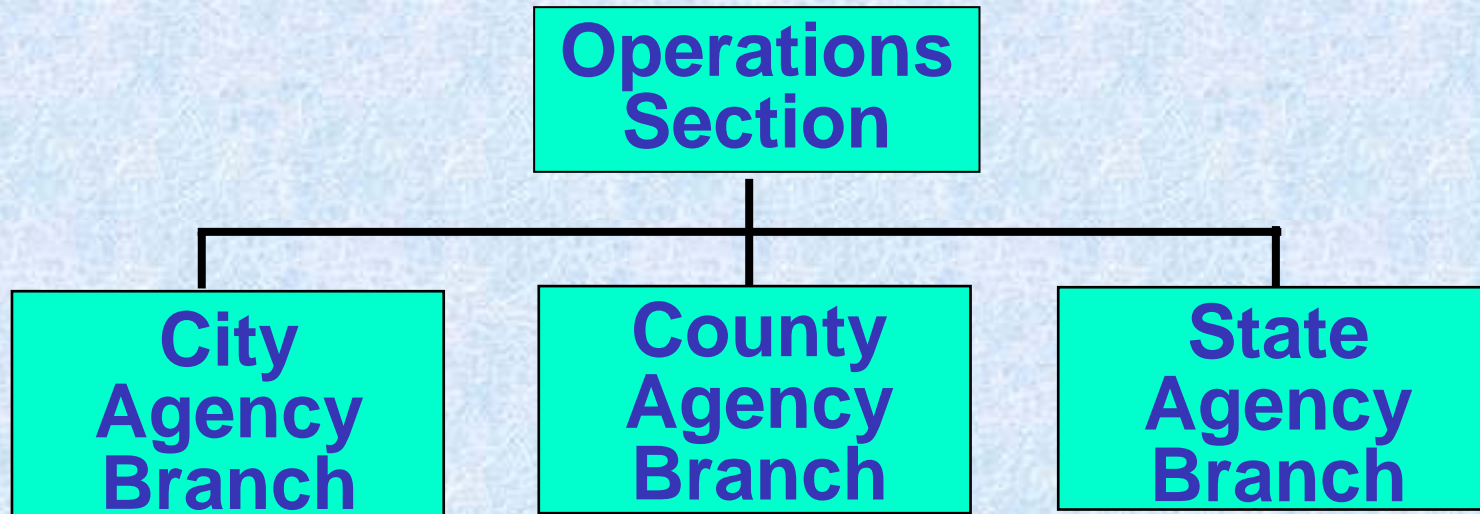 Operations
Section
City
Agency
Branch
County
Agency
Branch
State
Agency
Branch